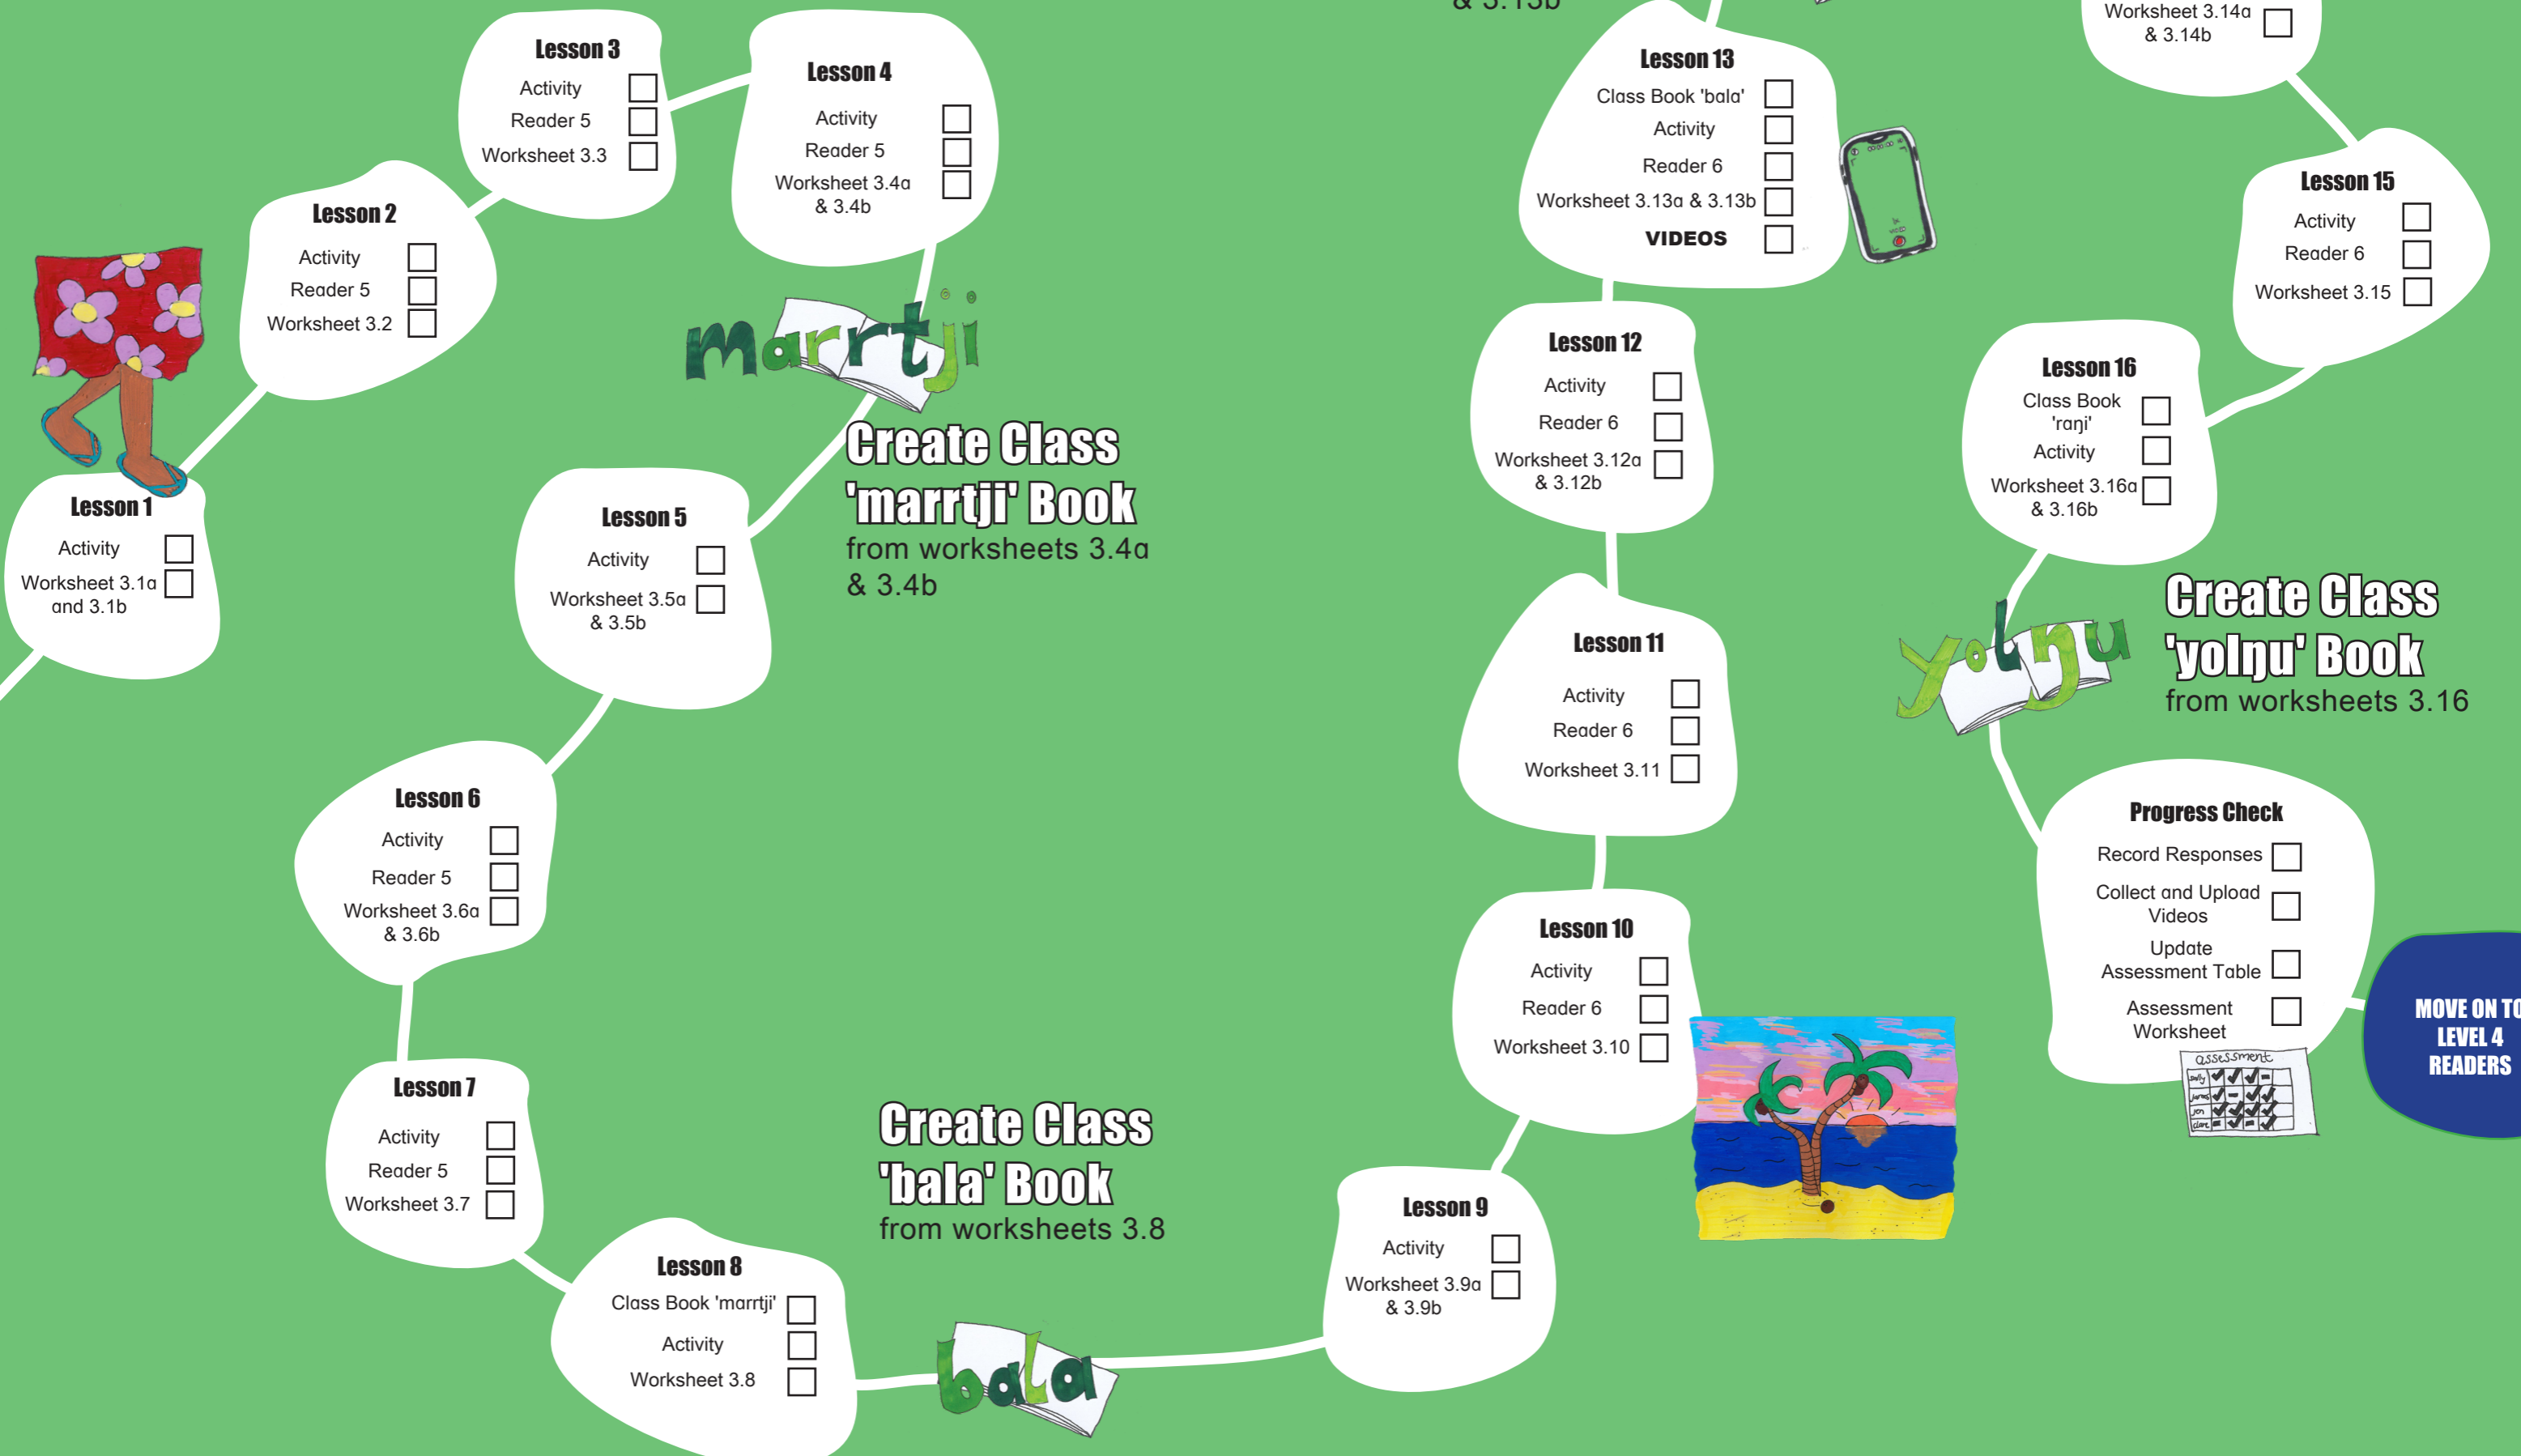 Lesson 1
Activity
Worksheet 3.1a
and 3.1b
Lesson 2
Activity
Reader 5
Worksheet 3.2
Lesson 3
Activity
Reader 5
Worksheet 3.3
Lesson 4
Activity
Reader 5
Worksheet 3.4a
& 3.4b
marrtji
Create Class
'marrtji' Book
from worksheets 3.4a
& 3.4b
Lesson 5
Activity
Worksheet 3.5a
& 3.5b
Lesson 6
Activity
Reader 5
Worksheet 3.6a
& 3.6b
Lesson 7
Activity
Reader 5
Worksheet 3.7
Lesson 8
Class Book 'marrtji'
Activity
Worksheet 3.8
Create Class
'bala' Book
from worksheets 3.8
bala
Lesson 9
Activity
Worksheet 3.9a
& 3.9b
Lesson 10
Activity
Reader 6
Worksheet 3.10
Lesson 11
Activity
Reader 6
Worksheet 3.11
Lesson 12
Activity
Reader 6
Worksheet 3.12a
& 3.12b
Lesson 13
Class Book 'bala'
Activity
Reader 6
Worksheet 3.13a & 3.13b
VIDEOS
& 3.13b
Worksheet 3.14a
& 3.14b
Lesson 15
Activity
Reader 6
Worksheet 3.15
Lesson 16
Class Book
'raŋi'
Activity
Worksheet 3.16a
& 3.16b
Create Class
'yolŋu' Book
from worksheets 3.16
yolŋu
Progress Check
Record Responses
Collect and Upload
Videos
Update
Assessment Table
Assessment
Worksheet
assessment
MOVE ON TO
LEVEL 4
READERS